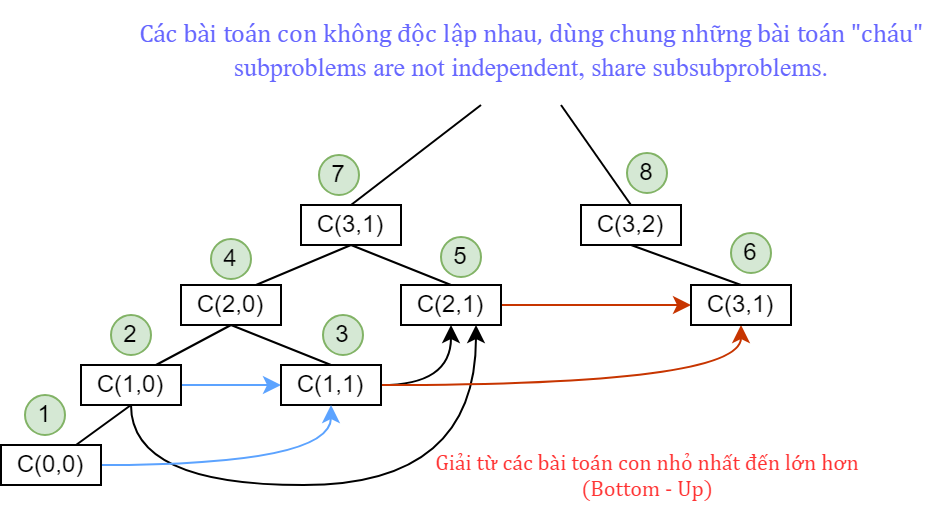 Các bài toán con không độc lập nhau, dùng chung những bài toán "cháu"
subproblems are not independent, share subsubproblems.
7
8
C(3,1)
C(3,2)
4
5
6
C(2,0)
C(2,1)
C(3,1)
2
3
C(1,0)
C(1,1)
1
C(0,0)
Giải từ các bài toán con nhỏ nhất đến lớn hơn
(Bottom - Up)